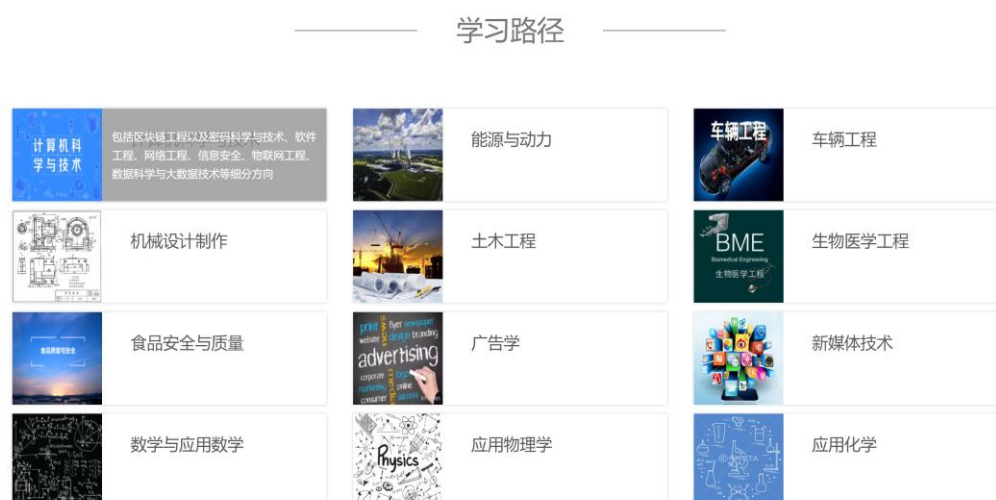 学习路径
计算机科
学与技术
包括区块链工程以及密码科学与技术、软件
工程、网络工程、信息安全、物联网工程、
数据科学与大数据技术等细分方向
能源与动力
车辆工程
车辆工程
机械设计制作
土木工程
BME
Biomedical Engineering
生物医学工程
生物医学工程
食品质量与安全
食品安全与质量
print
flyer
newspaper
news
website
design
branding
advertising
corporate
logo
marketing
online
media
consumer
success
广告学
新媒体技术
数学与应用数学
Physics
应用物理学
应用化学